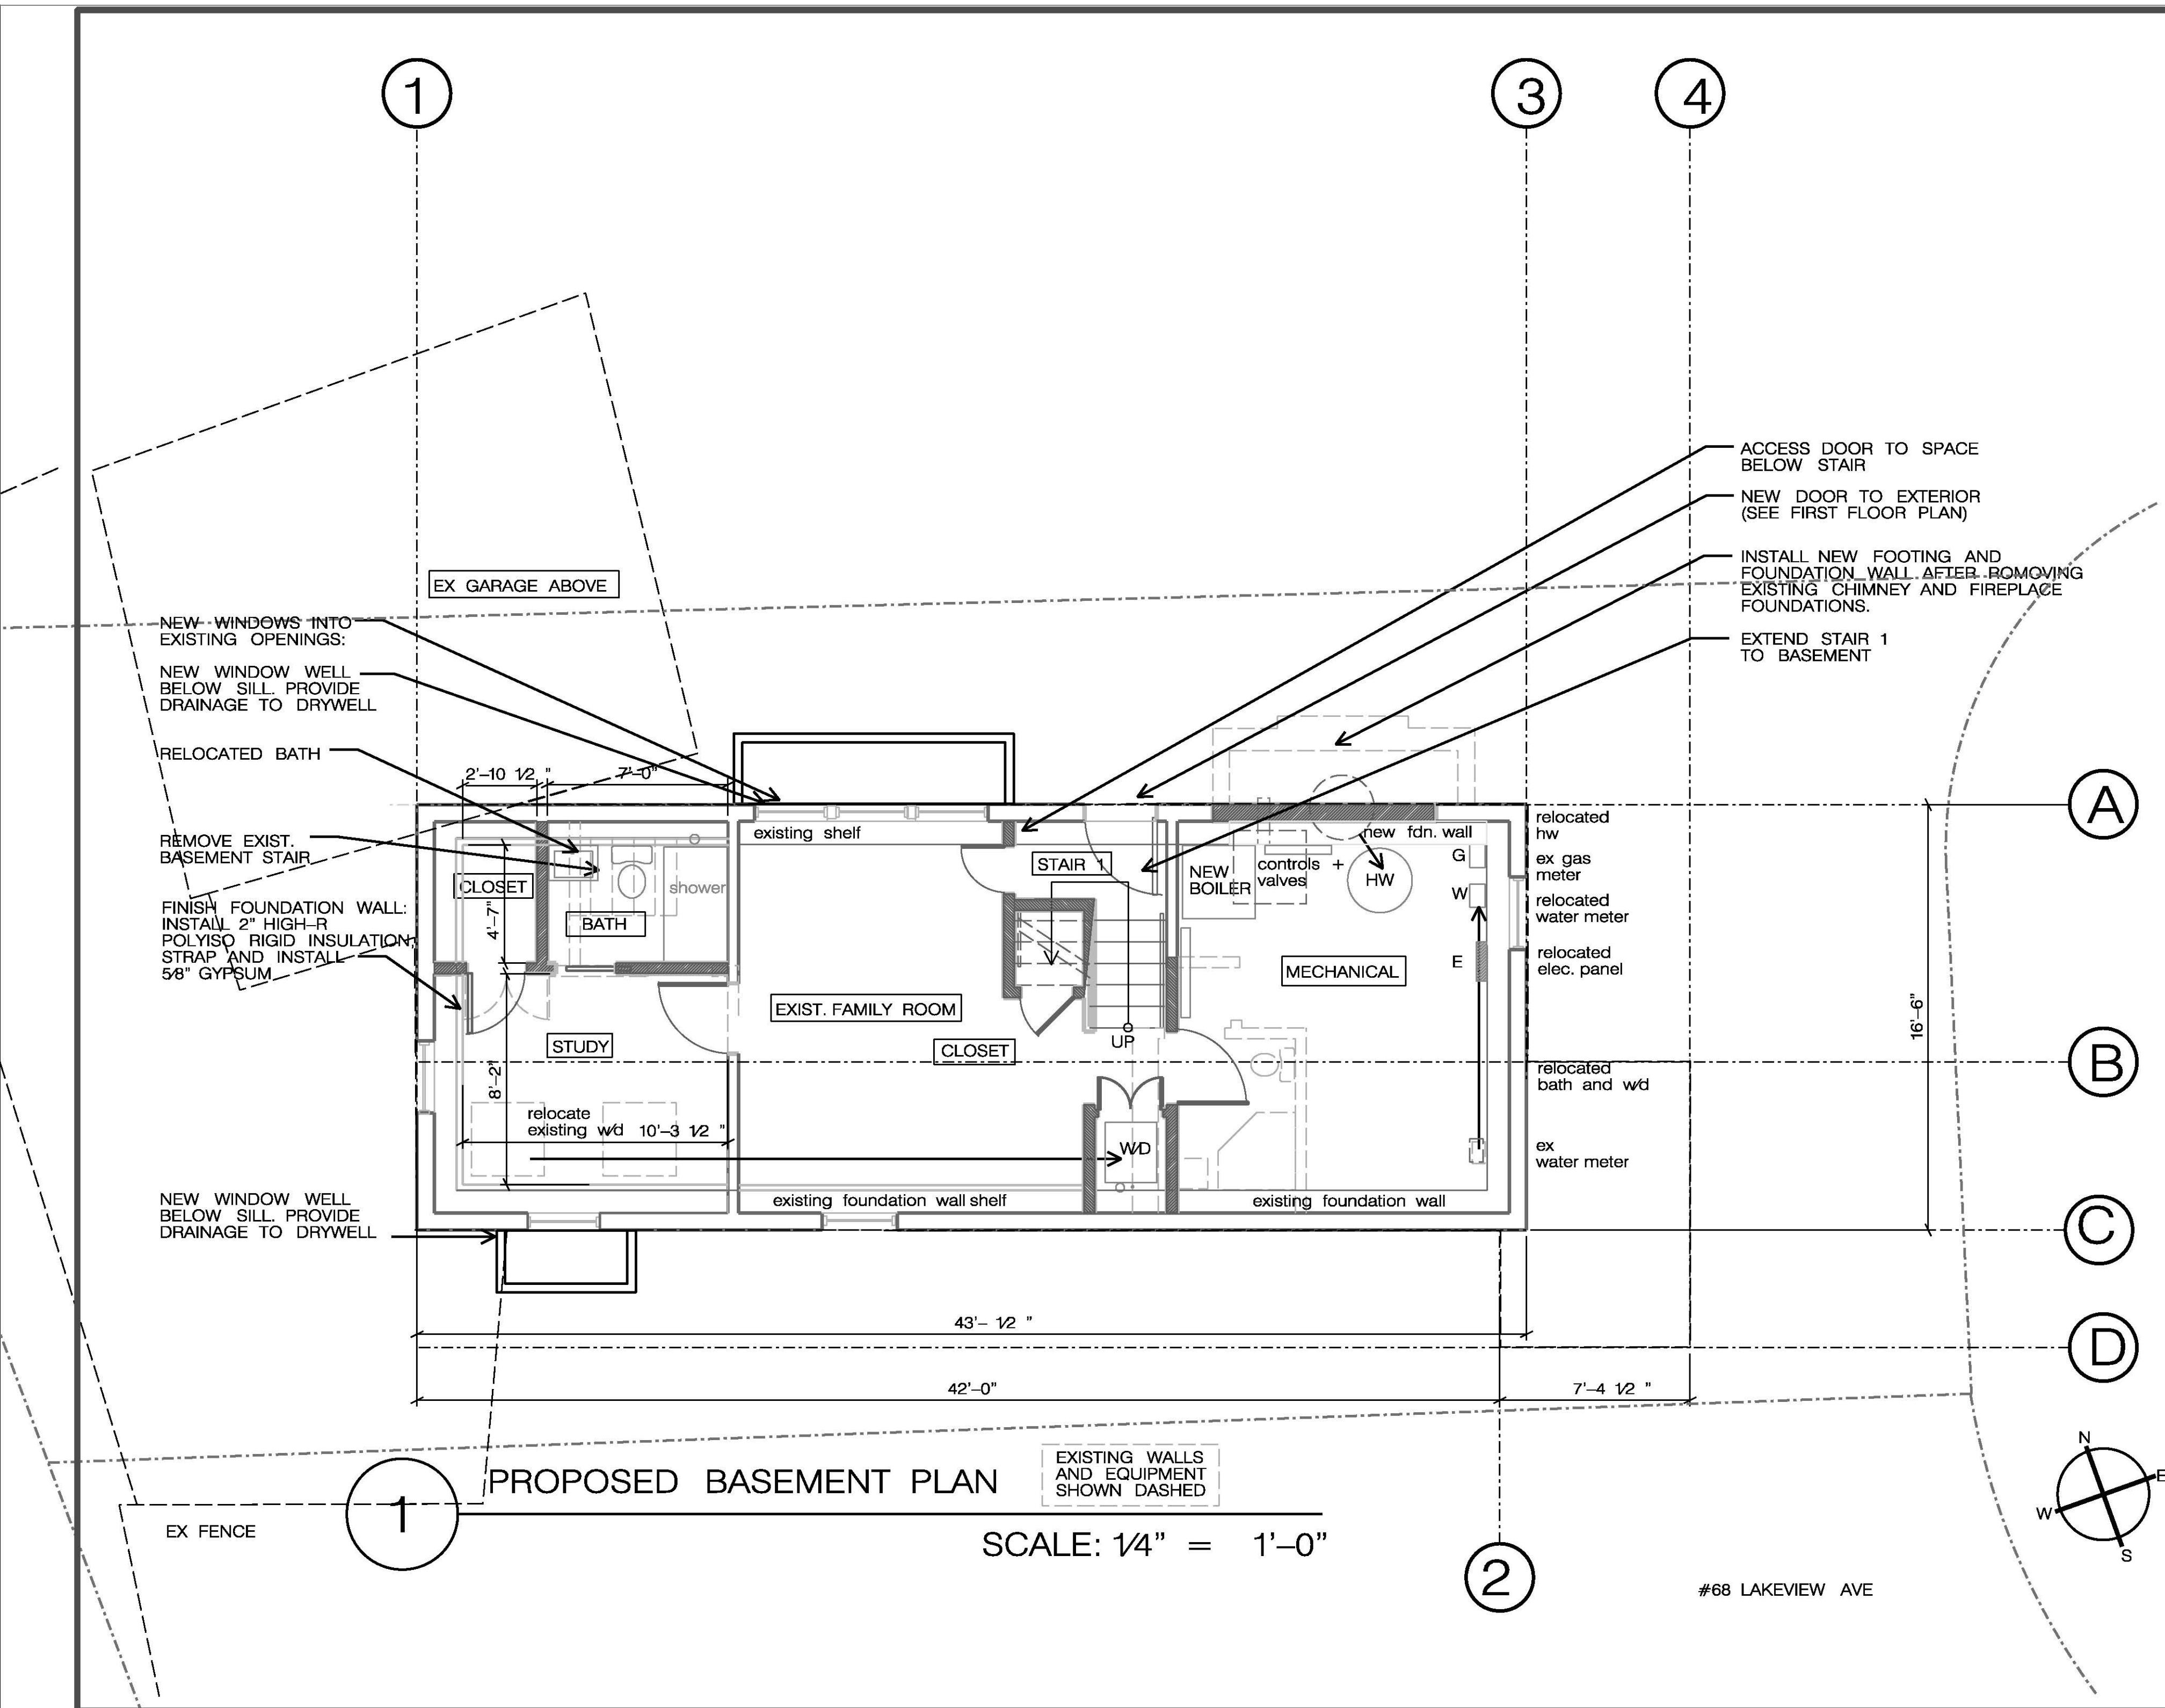 1
3
4
ACCESS DOOR TO SPACE
BELOW STAIR
NEW DOOR TO EXTERIOR
(SEE FIRST FLOOR PLAN)
INSTALL NEW FOOTING AND
FOUNDATION WALL AFTER ROMOVING
EXISTING CHIMNEY AND FIREPLACE
FOUNDATIONS.
EXTEND STAIR 1
TO BASEMENT
EX GARAGE ABOVE
NEW WINDOWS INTO
EXISTING OPENINGS:
NEW WINDOW WELL
BELOW SILL. PROVIDE
DRAINAGE TO DRYWELL
RELOCATED BATH
REMOVE EXIST.
BASEMENT STAIR
FINISH FOUNDATION WALL:
INSTALL 2" HIGH-R
POLYISO RIGID INSULATION,
STRAP AND INSTALL
5/8" GYPSUM
NEW WINDOW WELL
BELOW SILL. PROVIDE
DRAINAGE TO DRYWELL
2'-10 1/2 "
7'-0"
existing shelf
CLOSET
4'-7"
BATH
shower
STAIR 1
NEW
BOILER
controls +
valves
new fdn. wall
HW
G
W
E
MECHANICAL
EXIST. FAMILY ROOM
STUDY
CLOSET
UP
8'-2"
relocate
existing w/d
10'-3 1/2 "
W/D
existing foundation wall shelf
existing foundation wall
relocated
hw
ex gas
meter
relocated
water meter
relocated
elec. panel
relocated
bath and w/d
ex
water meter
16'-6"
A
B
C
D
43'- 1/2 "
42'-0"
7'-4 1/2 "
1
PROPOSED BASEMENT PLAN
EXISTING WALLS
AND EQUIPMENT
SHOWN DASHED
SCALE: 1/4" = 1'-0"
EX FENCE
2
#68 LAKEVIEW AVE
N
E
W
S